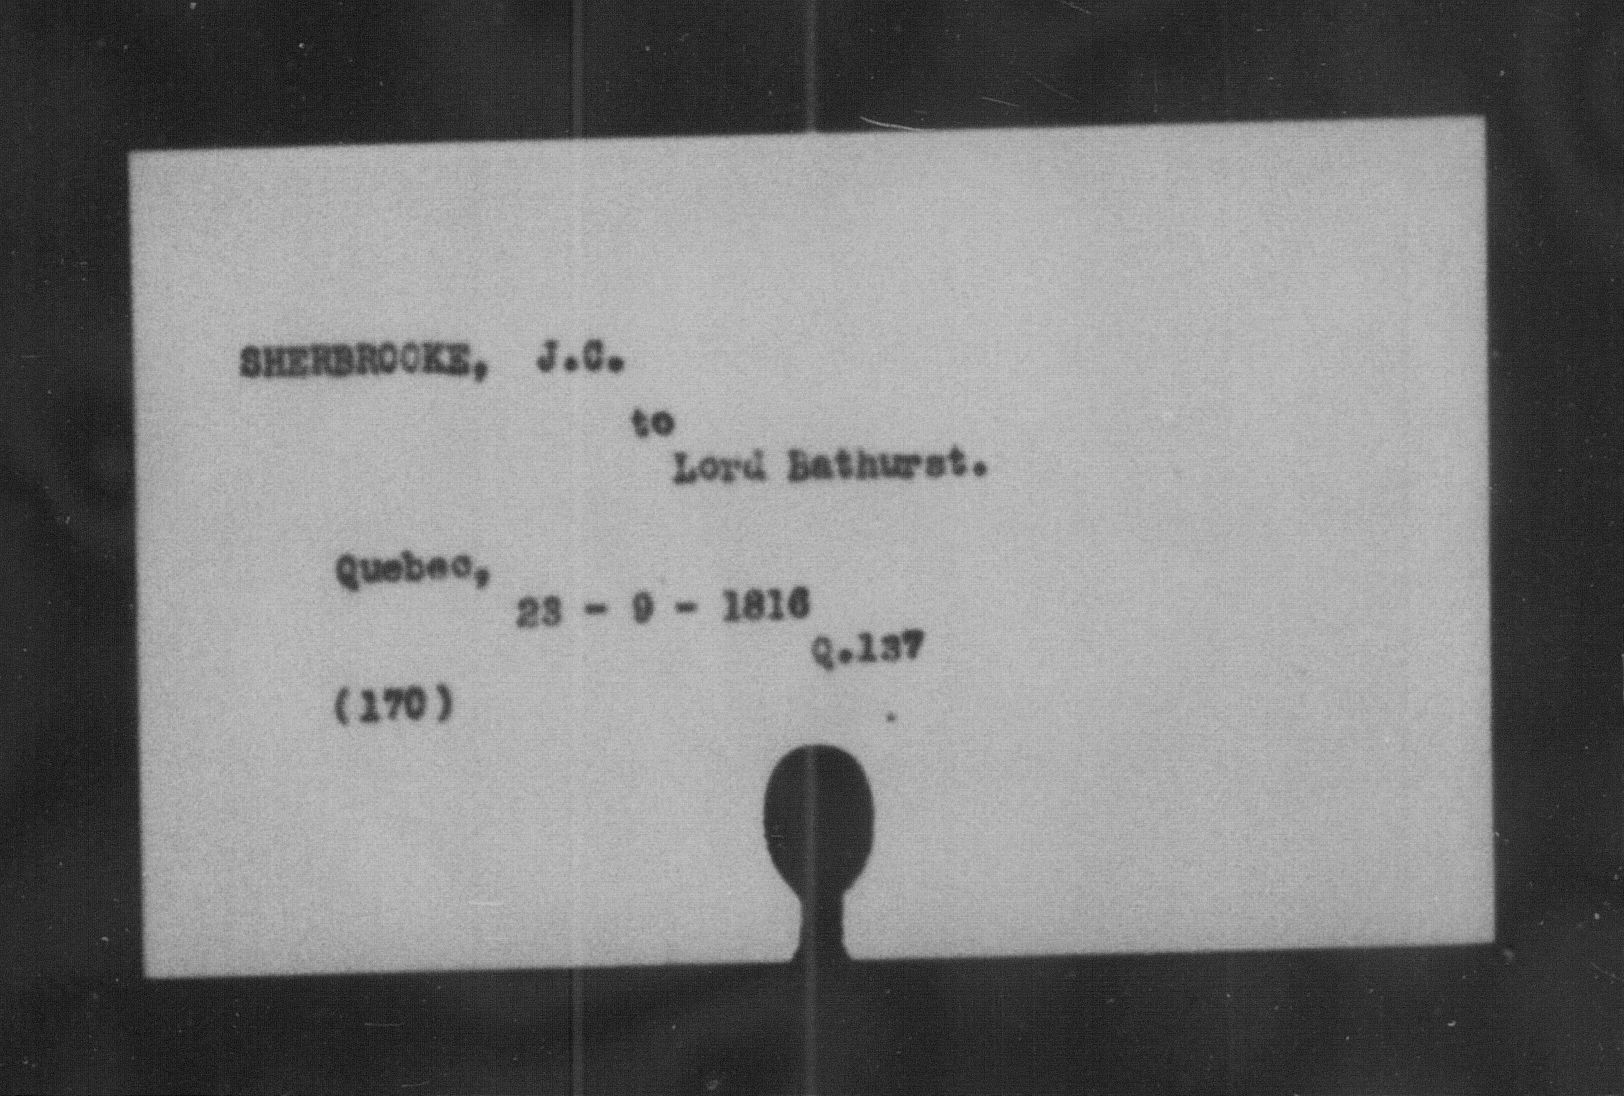 SHERBROOKE, J.C.
to
Lord Bathurst.
Quebec,
23 - 9 - 1816
Q.137
(170)